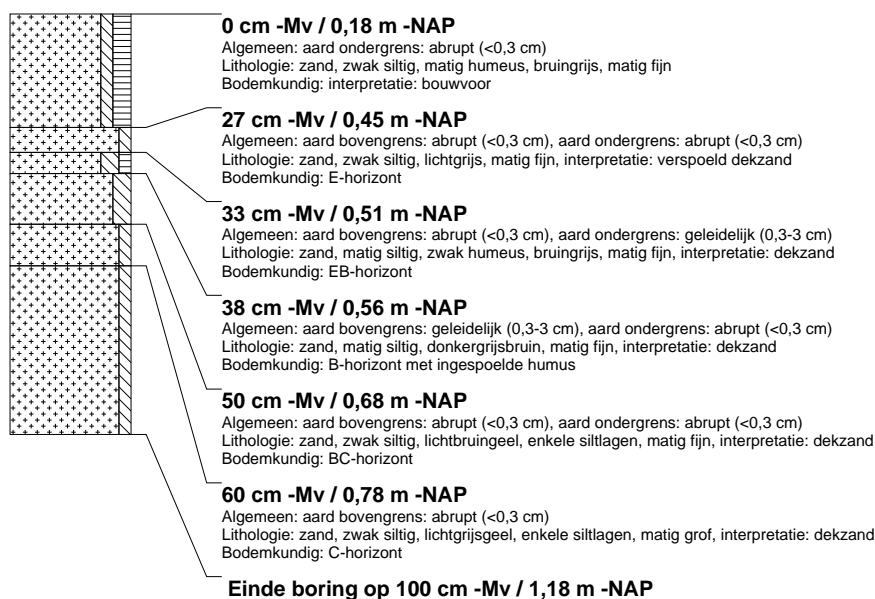 0 cm -Mv / 0,18 m -NAP
Algemeen: aard ondergrens: abrupt (<0,3 cm)
Lithologie: zand, zwak siltig, matig humeus, bruingrijs, matig fijn
Bodemkundig: interpretatie: bouwvoor
27 cm -Mv / 0,45 m -NAP
Algemeen: aard bovengrens: abrupt (<0,3 cm), aard ondergrens: abrupt (<0,3 cm)
Lithologie: zand, zwak siltig, lichtgrijs, matig fijn, interpretatie: verspoeld dekzand
Bodemkundig: E-horizont
33 cm -Mv / 0,51 m -NAP
Algemeen: aard bovengrens: abrupt (<0,3 cm), aard ondergrens: geleidelijk (0,3-3 cm)
Lithologie: zand, matig siltig, zwak humeus, bruingrijs, matig fijn, interpretatie: dekzand
Bodemkundig: EB-horizont
38 cm -Mv / 0,56 m -NAP
Algemeen: aard bovengrens: geleidelijk (0,3-3 cm), aard ondergrens: abrupt (<0,3 cm)
Lithologie: zand, matig siltig, donkergrijsbruin, matig fijn, interpretatie: dekzand
Bodemkundig: B-horizont met ingespoelde humus
50 cm -Mv / 0,68 m -NAP
Algemeen: aard bovengrens: abrupt (<0,3 cm), aard ondergrens: abrupt (<0,3 cm)
Lithologie: zand, zwak siltig, lichtbruingeel, enkele siltlagen, matig fijn, interpretatie: dekzand
Bodemkundig: BC-horizont
60 cm -Mv / 0,78 m -NAP
Algemeen: aard bovengrens: abrupt (<0,3 cm)
Lithologie: zand, zwak siltig, lichtgrijsgeel, enkele siltlagen, matig grof, interpretatie: dekzand
Bodemkundig: C-horizont
Einde boring op 100 cm -Mv / 1,18 m -NAP